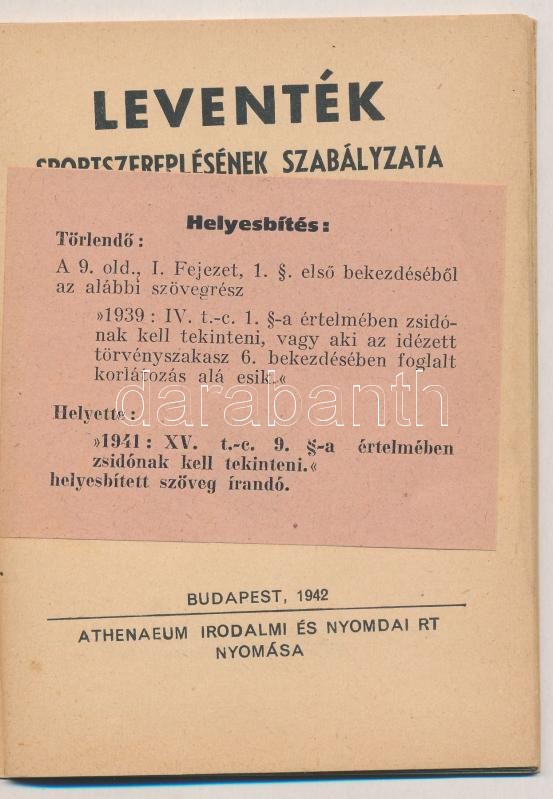 LEVENTÉK
SPORTSZEREPLÉSÉNEK SZABÁLYZATA
Helyesbítés:
Törlendő:
A 9. old., I. Fejezet, 1. §. első bekezdéséből
az alábbi szövegrész
»1939: IV. t.-c. 1. §-a értelmében zsidó-
nak kell tekinteni, vagy aki az idézett
törvényszakasz 6. bekezdésében foglalt
korlátozás alá esik.«
darabanth
Helyette:
»1941: XV. t.-c. 9. §-a értelmében
zsidónak kell tekinteni.«
helyesbített szöveg írandó.
BUDAPEST, 1942
ATHENAEUM IRODALMI ÉS NYOMDAI RT
NYOMÁSA